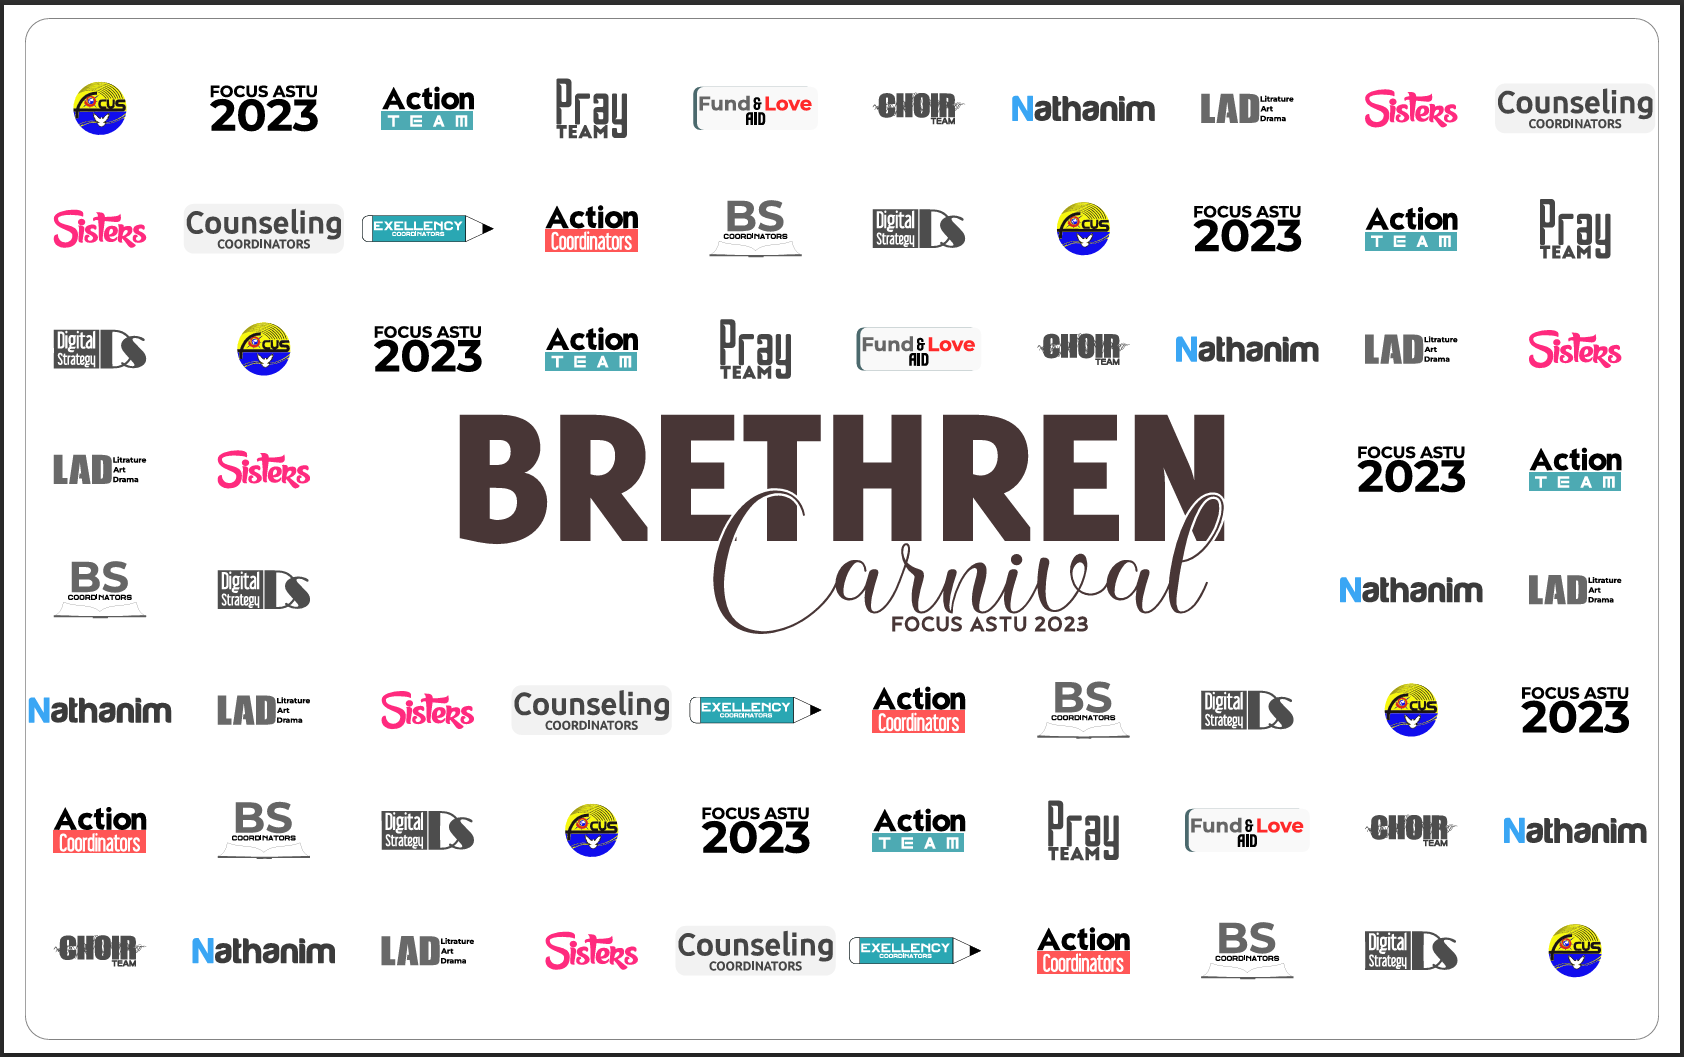 FOCUS
FOCUS ASTU
2023
Action
TEAM
Pray
TEAM
Fund & Love
AID
CHOIR
TEAM
Nathanim
LAD Litrature
Art
Drama
Sisters
Counseling
COORDINATORS
Sisters
Counseling
COORDINATORS
EXELLENCY
COORDINATORS
Action
Coordinators
BS
COORDINATORS
Digital
Strategy DS
FOCUS
FOCUS ASTU
2023
Action
TEAM
Pray
TEAM
Digital
Strategy DS
FOCUS
FOCUS ASTU
2023
Action
TEAM
Pray
TEAM
Fund & Love
AID
CHOIR
TEAM
Nathanim
LAD Litrature
Art
Drama
Sisters
LAD Litrature
Art
Drama
Sisters
BRETHREN
Carnival
FOCUS ASTU 2023
FOCUS ASTU
2023
Action
TEAM
BS
COORDINATORS
Digital
Strategy DS
Nathanim
LAD Litrature
Art
Drama
Nathanim
LAD Litrature
Art
Drama
Sisters
Counseling
COORDINATORS
EXELLENCY
COORDINATORS
Action
Coordinators
BS
COORDINATORS
Digital
Strategy DS
FOCUS
FOCUS ASTU
2023
Action
Coordinators
BS
COORDINATORS
Digital
Strategy DS
FOCUS
FOCUS ASTU
2023
Action
TEAM
Pray
TEAM
Fund & Love
AID
CHOIR
TEAM
Nathanim
CHOIR
TEAM
Nathanim
LAD Litrature
Art
Drama
Sisters
Counseling
COORDINATORS
EXELLENCY
COORDINATORS
Action
Coordinators
BS
COORDINATORS
Digital
Strategy DS
FOCUS